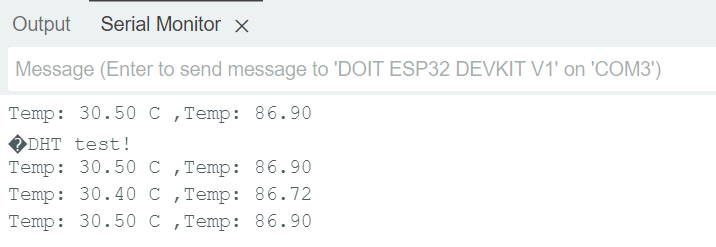 Output Serial Monitor ×
Message (Enter to send message to 'DOIT ESP32 DEVKIT V1' on 'COM3')
Temp: 30.50 C ,Temp: 86.90
�DHT test!
Temp: 30.50 C ,Temp: 86.90
Temp: 30.40 C ,Temp: 86.72
Temp: 30.50 C ,Temp: 86.90